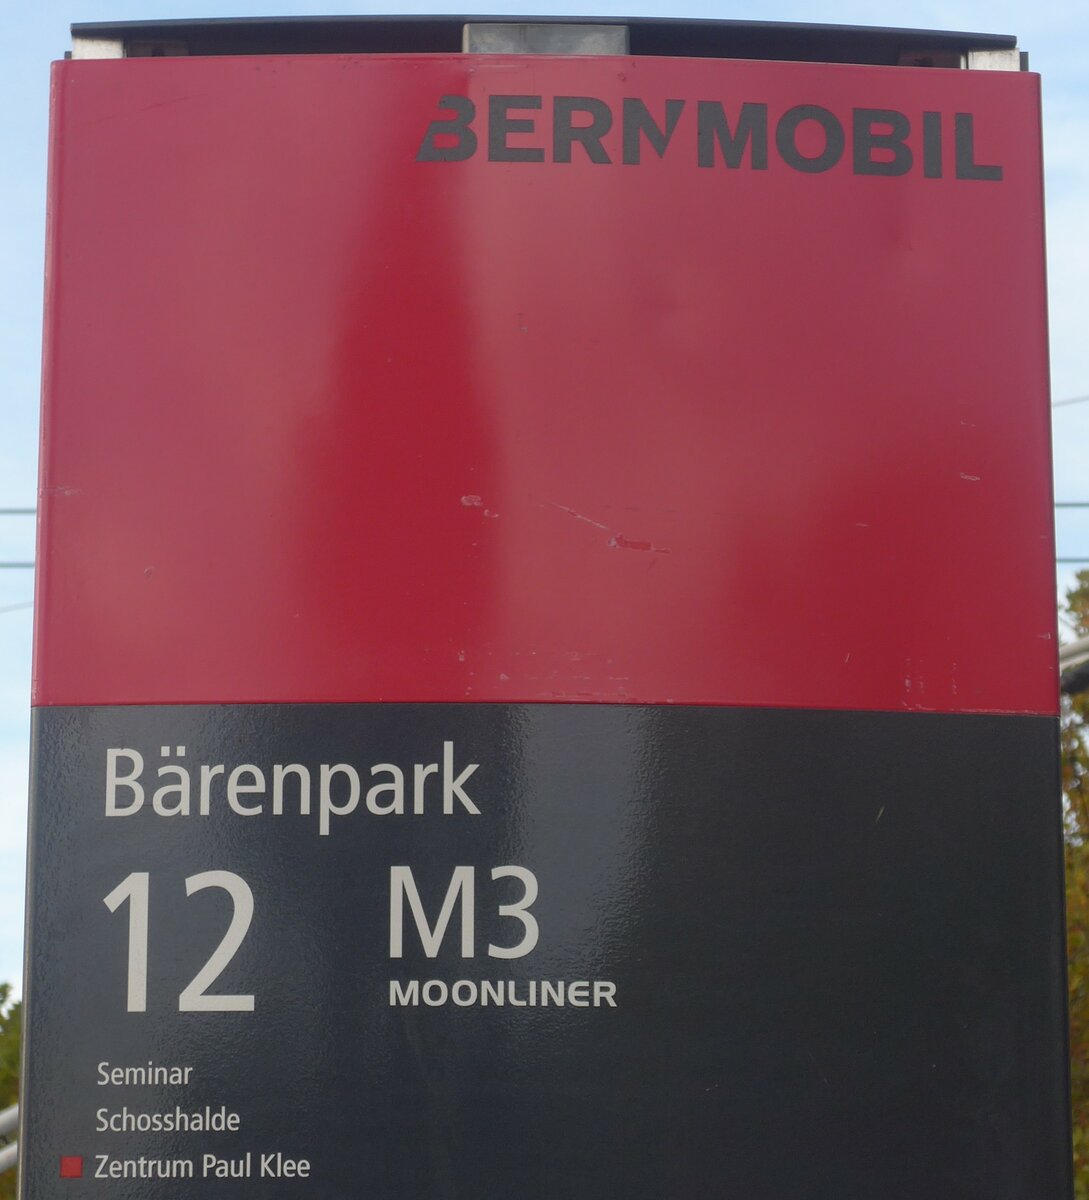 BERNMOBIL
Bärenpark
12 M3
MOONLINER
Seminar
Schosshalde
Zentrum Paul Klee